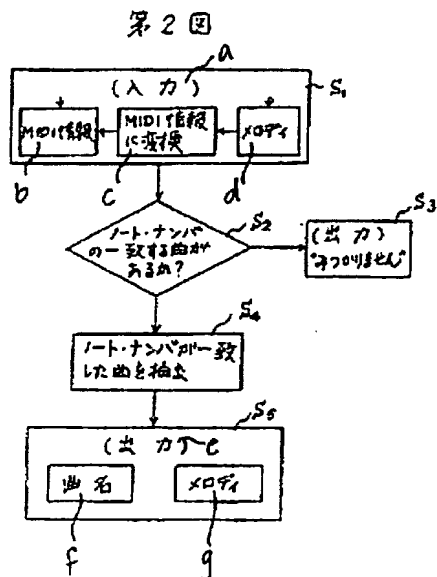 第2図
a
(入力)
S1
MIDI情報
MIDI情報
に変換
メロディ
b
c
d
ノート・ナンバ
の一致する曲が
あるか?
S2
S3
(出力)
"みつかりません"
S4
ノート・ナンバが一致
した曲を抽出
S5
(出力)
e
曲名
メロディ
f
g